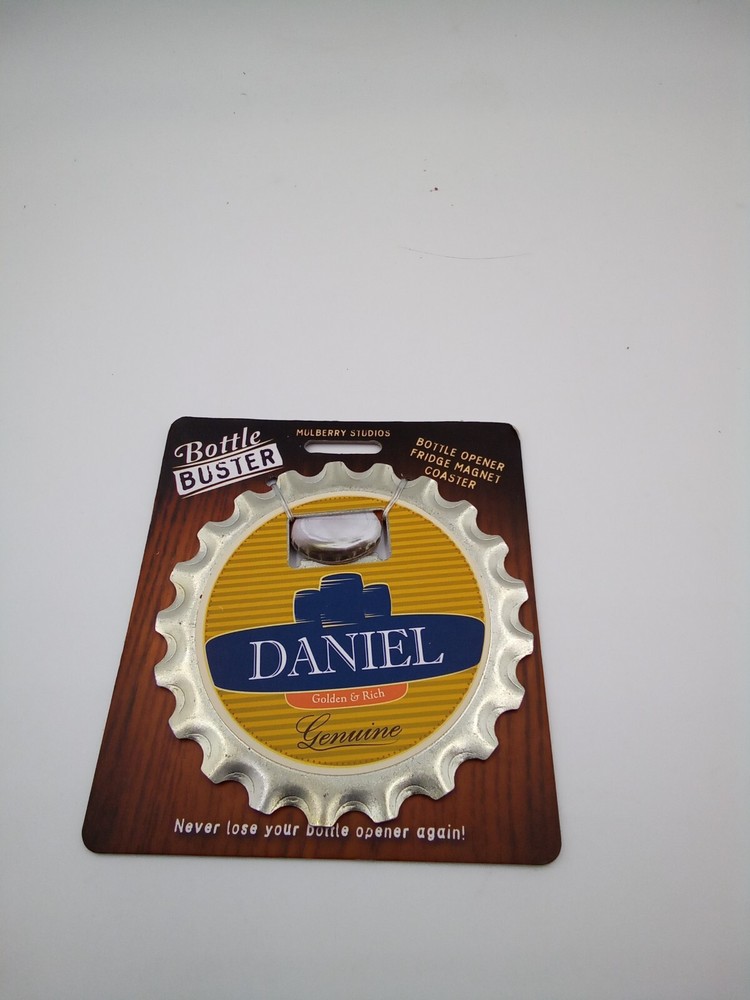 Bottle
BUSTER
MULBERRY STUDIOS
BOTTLE OPENER
FRIDGE MAGNET
COASTER
DANIEL
Golden & Rich
Genuine
Never lose your bottle opener again!